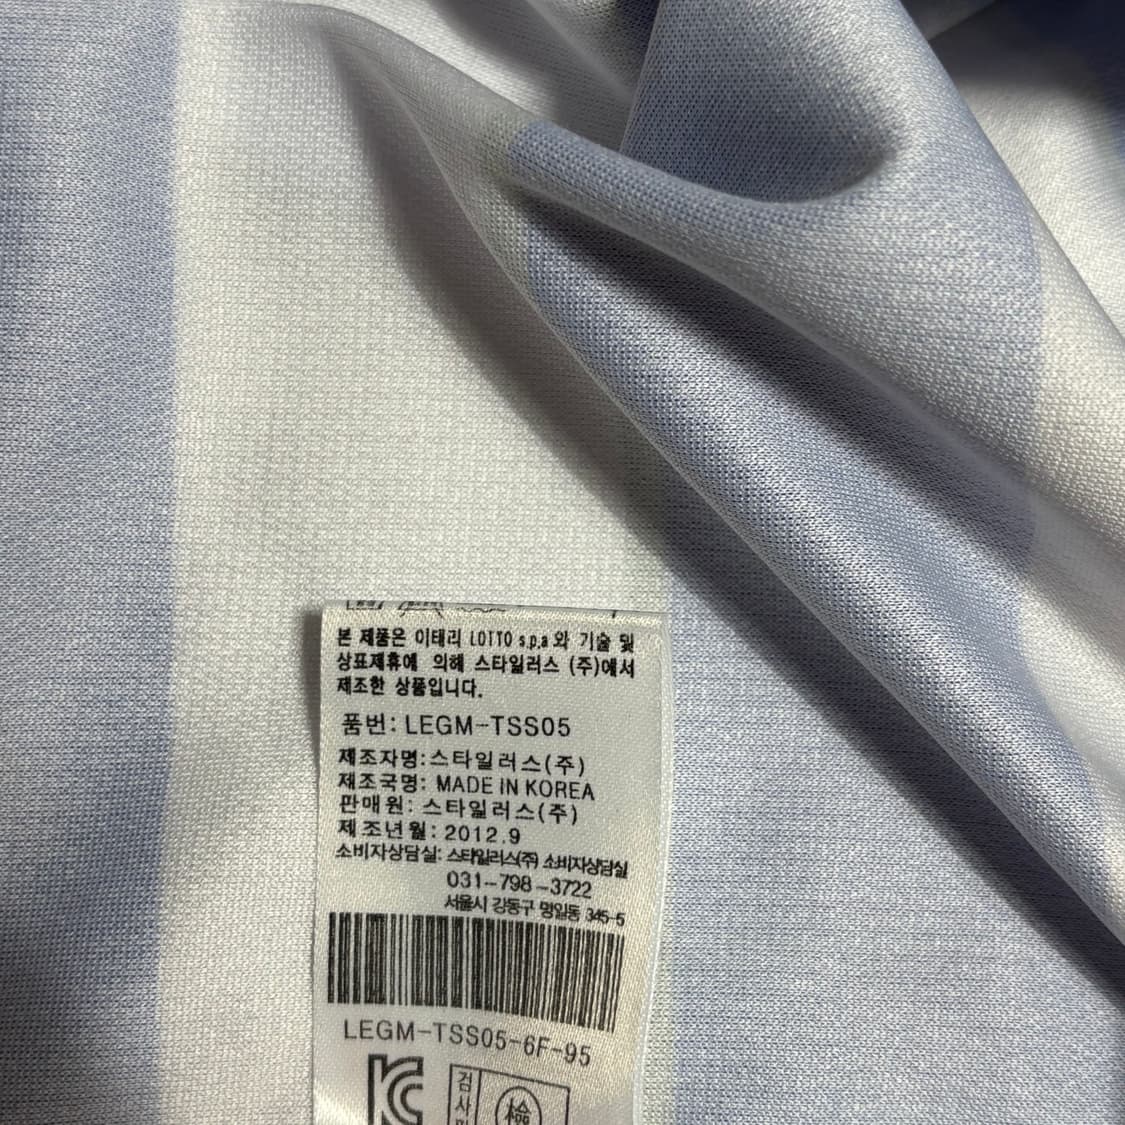 본 제품은 이태리 LOTTO s.p.a 와 기술 및
상표제휴에 의해 스타일러스 (주)에서
제조한 상품입니다.
품번: LEGM-TSS05
제조자명:스타일러스(주)
제조국명: MADE IN KOREA
판매원: 스타일러스(주)
제조년월: 2012.9
소비자상담실: 스타일러스(주) 소비자상담실
031-798-3722
서울시 강동구 명일동 345-5
LEGM-TSS05-6F-95
KC
검사
檢